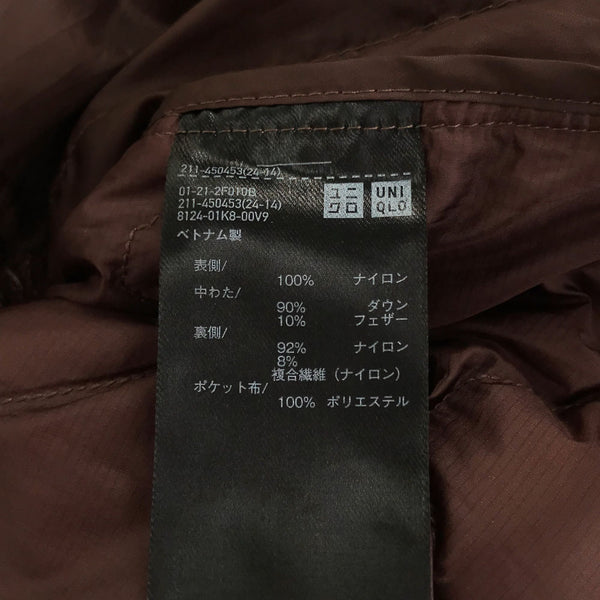 211-450453(24-14)
01-21-2F010B
211-450453(24-14)
8124-01K8-00V9
ユニクロ
UNIQLO
ベトナム製
表側/
100% ナイロン
中わた/
90% ダウン
10% フェザー
裏側/
92% ナイロン
8%
複合繊維(ナイロン)
ポケット布/
100% ポリエステル